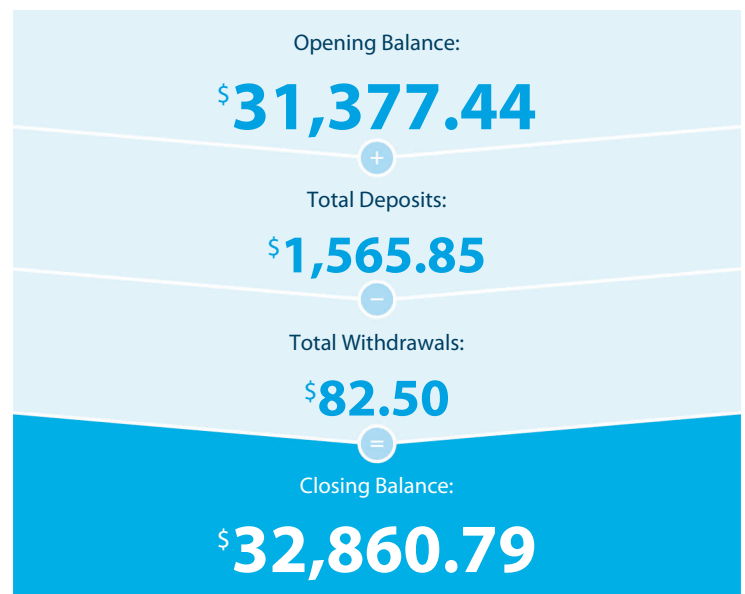 Opening Balance:
$31,377.44
+
Total Deposits:
$1,565.85
−
Total Withdrawals:
$82.50
=
Closing Balance:
$32,860.79